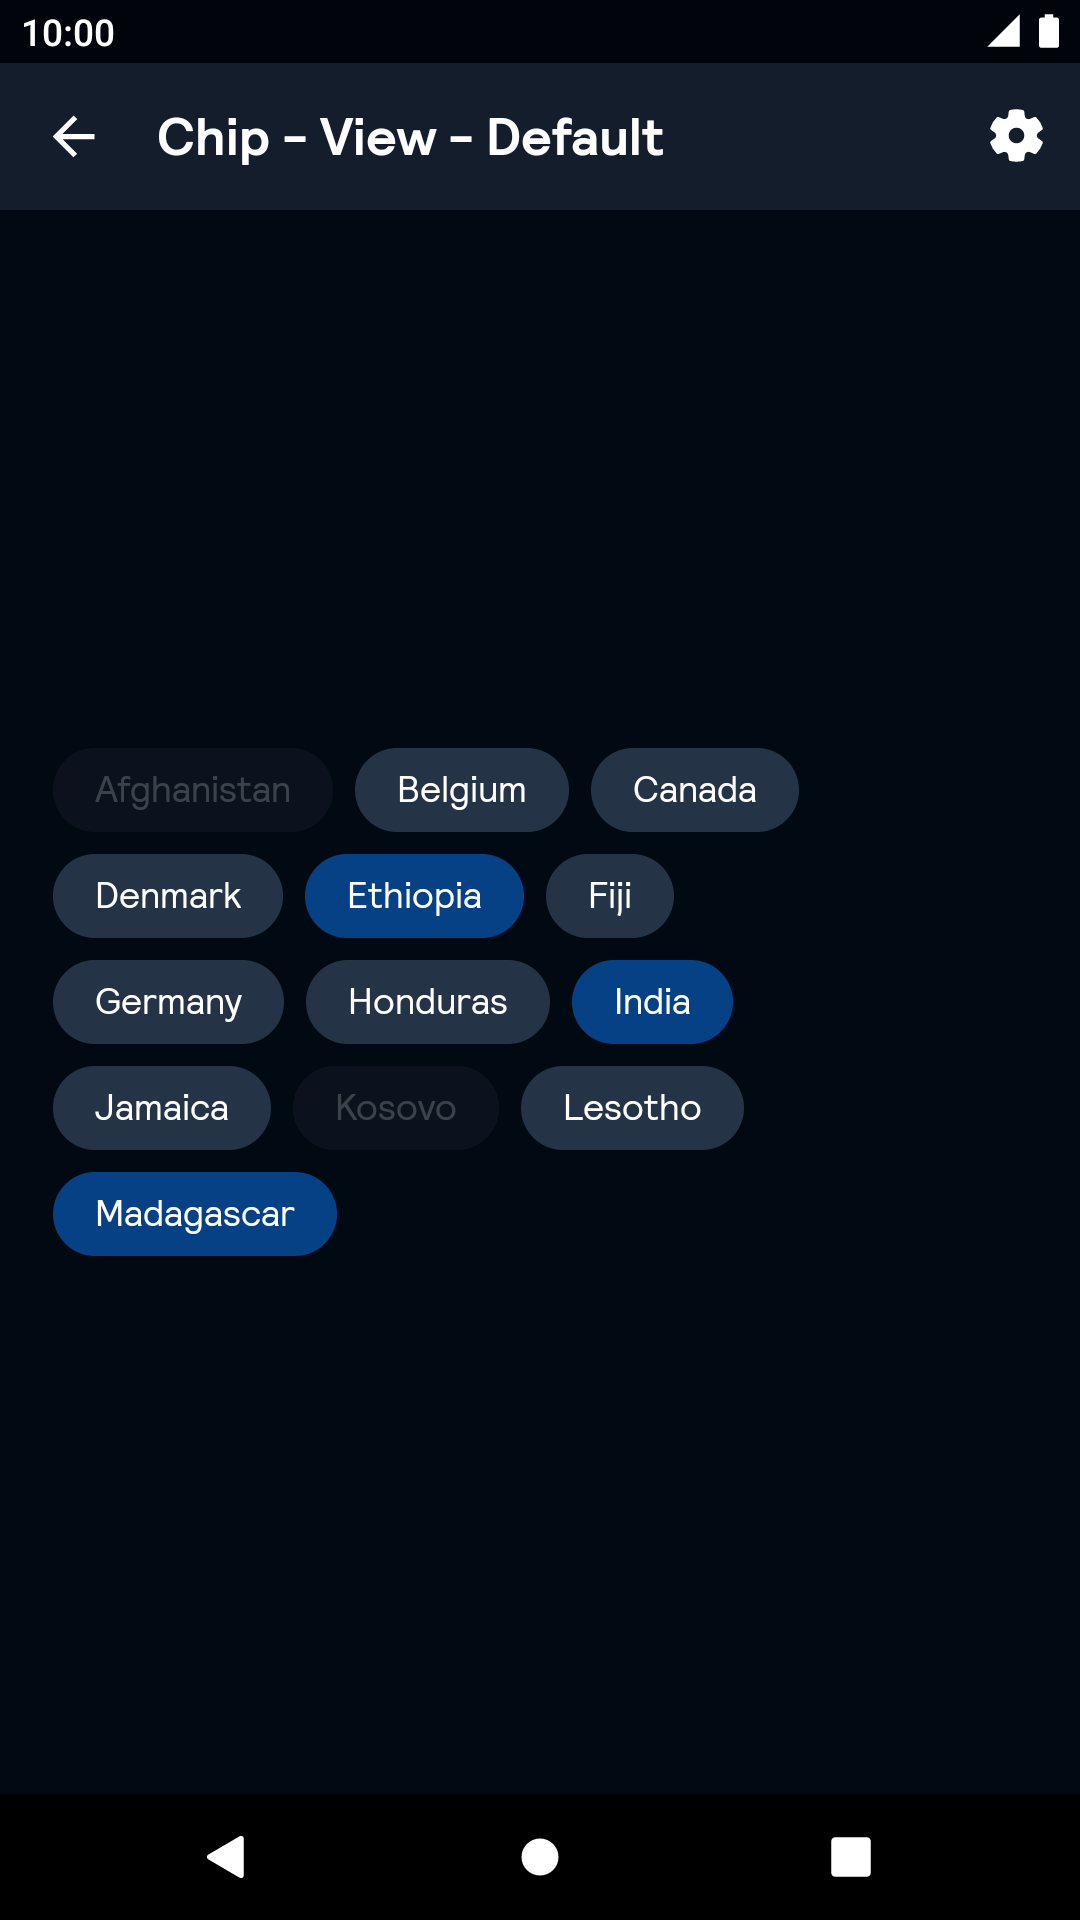 10:00
Chip - View - Default
Afghanistan Belgium Canada
Denmark Ethiopia Fiji
Germany Honduras India
Jamaica Kosovo Lesotho
Madagascar